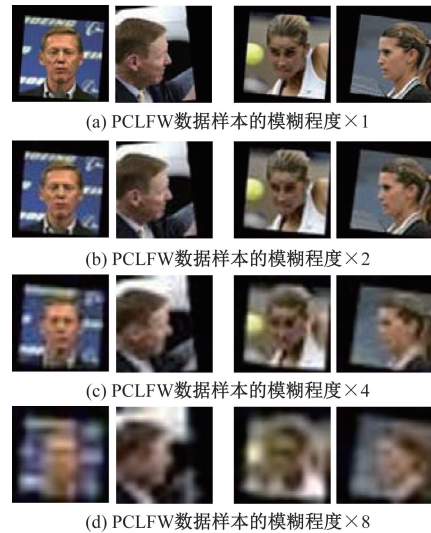 BOEING
(a) PCLFW数据样本的模糊程度×1
(b) PCLFW数据样本的模糊程度×2
(c) PCLFW数据样本的模糊程度×4
(d) PCLFW数据样本的模糊程度×8